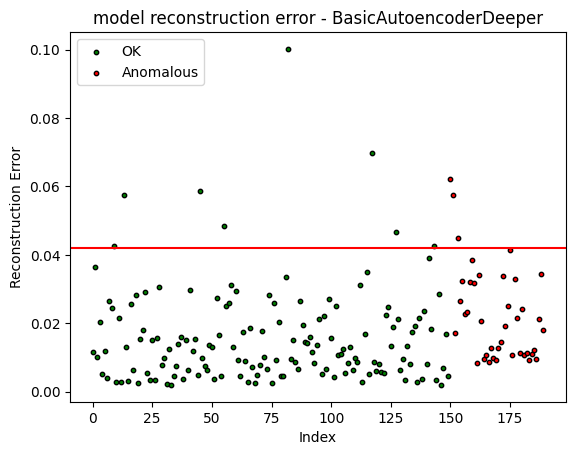 model reconstruction error - BasicAutoencoderDeeper
OK
Anomalous
0.10
0.08
0.06
0.04
0.02
0.00
Reconstruction Error
0 25 50 75 100 125 150 175
Index